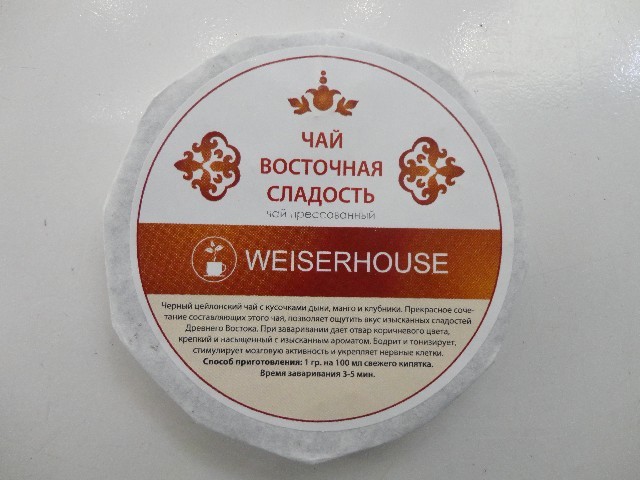 ЧАЙ
ВОСТОЧНАЯ
СЛАДОСТЬ
чай прессованный
WEISERHOUSE
Черный цейлонский чай с кусочками дыни, манго и клубники. Прекрасное соче-
тание составляющих этого чая, позволяет ощутить вкус изысканных сладостей
Древнего Востока. При заваривании дает отвар коричневого цвета,
крепкий и насыщенный с изысканным ароматом. Бодрит и тонизирует,
стимулирует мозговую активность и укрепляет нервные клетки.
Способ приготовления: 1 гр. на 100 мл свежего кипятка.
Время заваривания 3-5 мин.